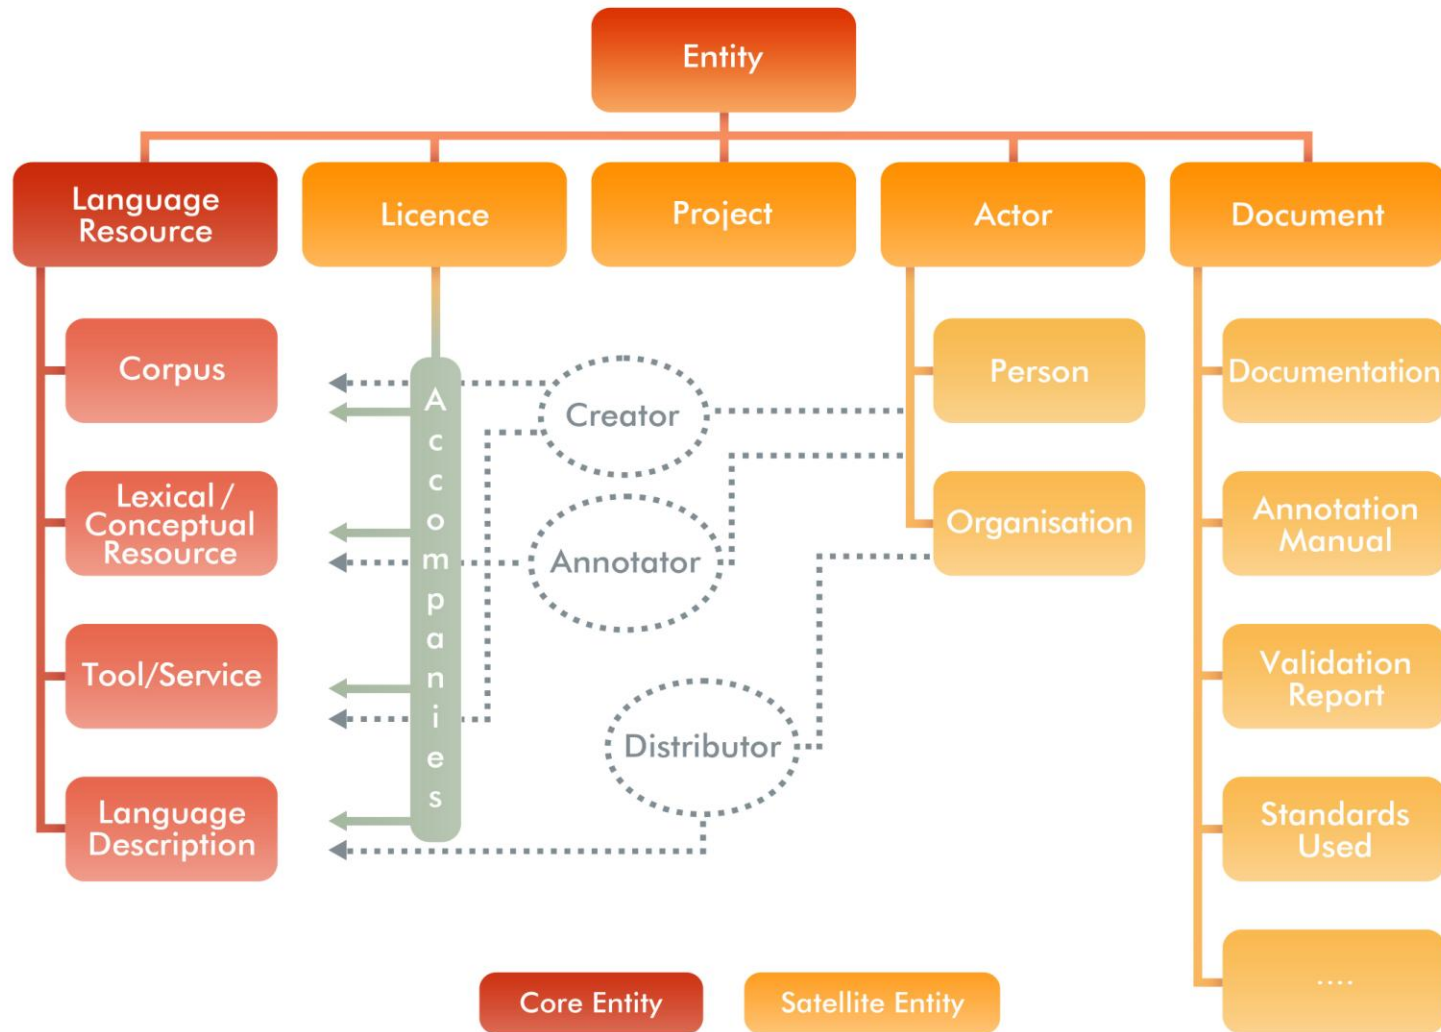 Entity
Language
Resource
Licence
Project
Actor
Document
Corpus
Lexical /
Conceptual
Resource
Tool/Service
Language
Description
Accompanies
Creator
Annotator
Distributor
Person
Organisation
Documentation
Annotation
Manual
Validation
Report
Standards
Used
....
Core Entity
Satellite Entity